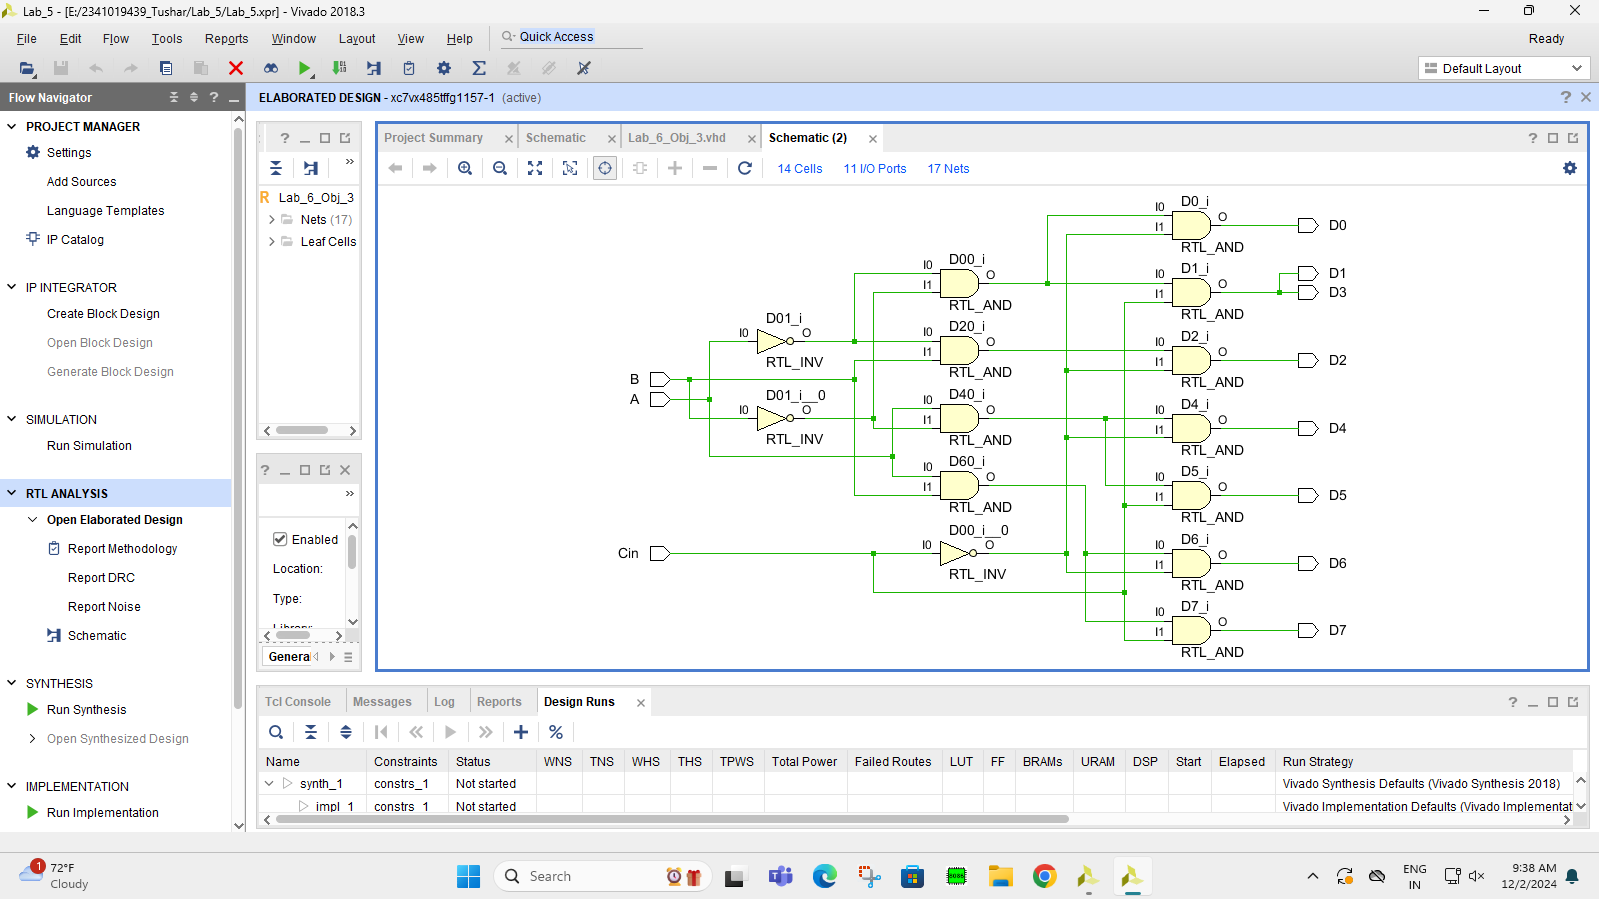 Lab_5 - [E:/2341019439_Tushar/Lab_5/Lab_5.xpr] - Vivado 2018.3
File Edit Flow Tools Reports Window Layout View Help Quick Access Ready
Default Layout
Flow Navigator
ELABORATED DESIGN - xc7vx485tffg1157-1 (active)
PROJECT MANAGER
Settings
Add Sources
Language Templates
IP Catalog
IP INTEGRATOR
Create Block Design
Open Block Design
Generate Block Design
SIMULATION
Run Simulation
RTL ANALYSIS
Open Elaborated Design
Report Methodology
Report DRC
Report Noise
Schematic
SYNTHESIS
Run Synthesis
Open Synthesized Design
IMPLEMENTATION
Run Implementation
Lab_6_Obj_3
Nets (17)
Leaf Cells
Enabled
Location:
Type:
Genera
Project Summary Schematic Lab_6_Obj_3.vhd Schematic (2)
14 Cells 11 I/O Ports 17 Nets
B
A
Cin
D01_i
I0 O
RTL_INV
D01_i__0
I0 O
RTL_INV
D00_i
I0 O
I1
RTL_AND
D20_i
I0 O
I1
RTL_AND
D40_i
I0 O
I1
RTL_AND
D60_i
I0 O
I1
RTL_AND
D00_i__0
I0 O
RTL_INV
D0_i
I0 O
I1
RTL_AND
D0
D1_i
I0 O
I1
RTL_AND
D1
D3
D2_i
I0 O
I1
RTL_AND
D2
D4_i
I0 O
I1
RTL_AND
D4
D5_i
I0 O
I1
RTL_AND
D5
D6_i
I0 O
I1
RTL_AND
D6
D7_i
I0 O
I1
RTL_AND
D7
Tcl Console Messages Log Reports Design Runs
Name Constraints Status WNS TNS WHS THS TPWS Total Power Failed Routes LUT FF BRAMs URAM DSP Start Elapsed Run Strategy
synth_1 constrs_1 Not started Vivado Synthesis Defaults (Vivado Synthesis 2018)
impl_1 constrs_1 Not started Vivado Implementation Defaults (Vivado Implementat
1
72°F
Cloudy
Search
ENG
IN
9:38 AM
12/2/2024